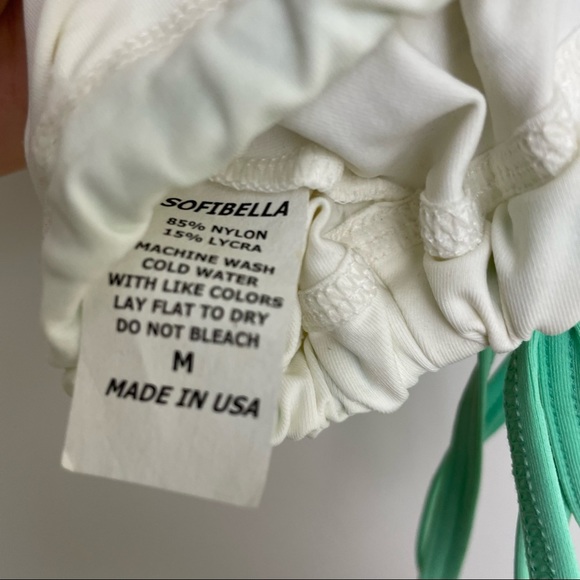 SOFIBELLA
85% NYLON
15% LYCRA
MACHINE WASH
COLD WATER
WITH LIKE COLORS
LAY FLAT TO DRY
DO NOT BLEACH
M
MADE IN USA